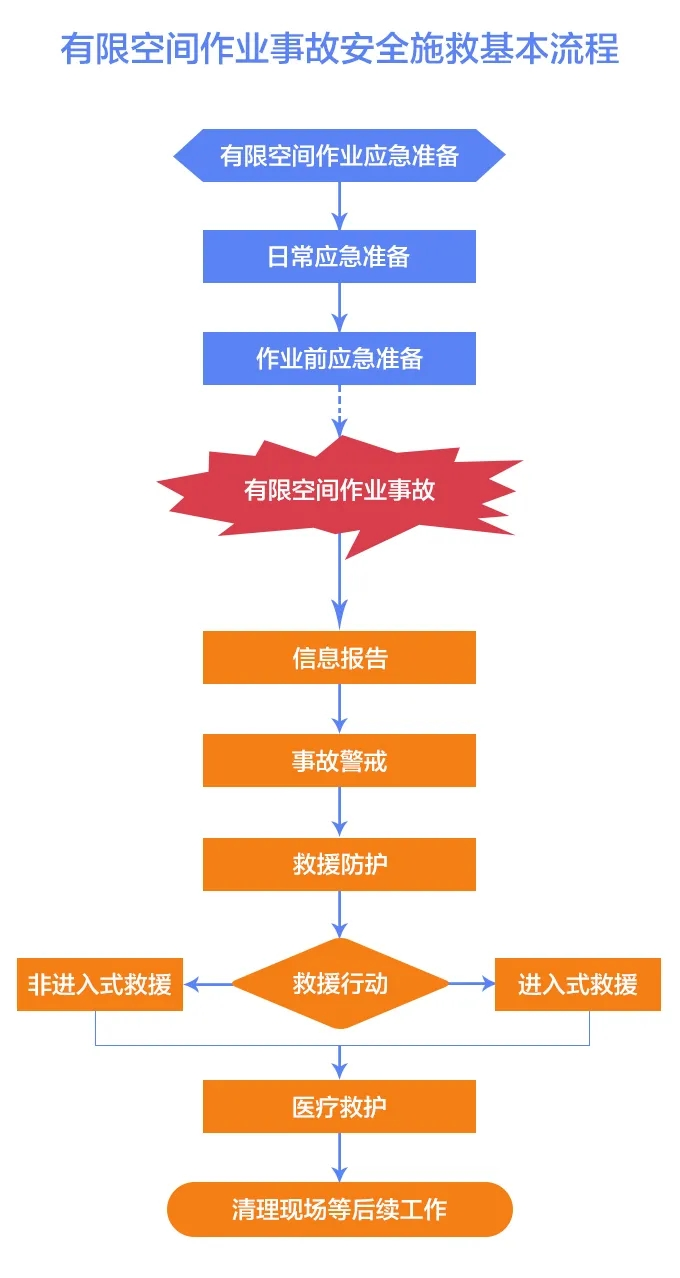 有限空间作业事故安全施救基本流程
有限空间作业应急准备
日常应急准备
作业前应急准备
有限空间作业事故
信息报告
事故警戒
救援防护
非进入式救援
救援行动
进入式救援
医疗救护
清理现场等后续工作